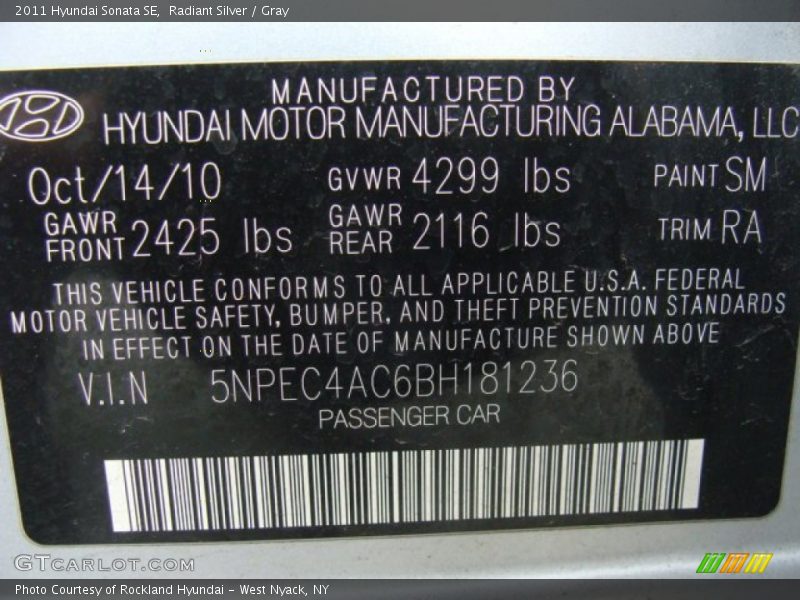 2011 Hyundai Sonata SE,  Radiant Silver / Gray
MANUFACTURED BY
HYUNDAI MOTOR MANUFACTURING ALABAMA, LLC
Oct/14/10 GVWR 4299 lbs PAINT SM
GAWR FRONT 2425 lbs GAWR REAR 2116 lbs TRIM RA
THIS VEHICLE CONFORMS TO ALL APPLICABLE U.S.A. FEDERAL
MOTOR VEHICLE SAFETY, BUMPER, AND THEFT PREVENTION STANDARDS
IN EFFECT ON THE DATE OF MANUFACTURE SHOWN ABOVE
V.I.N 5NPEC4AC6BH181236
PASSENGER CAR
GTCARLOT.COM
Photo Courtesy of Rockland Hyundai - West Nyack, NY